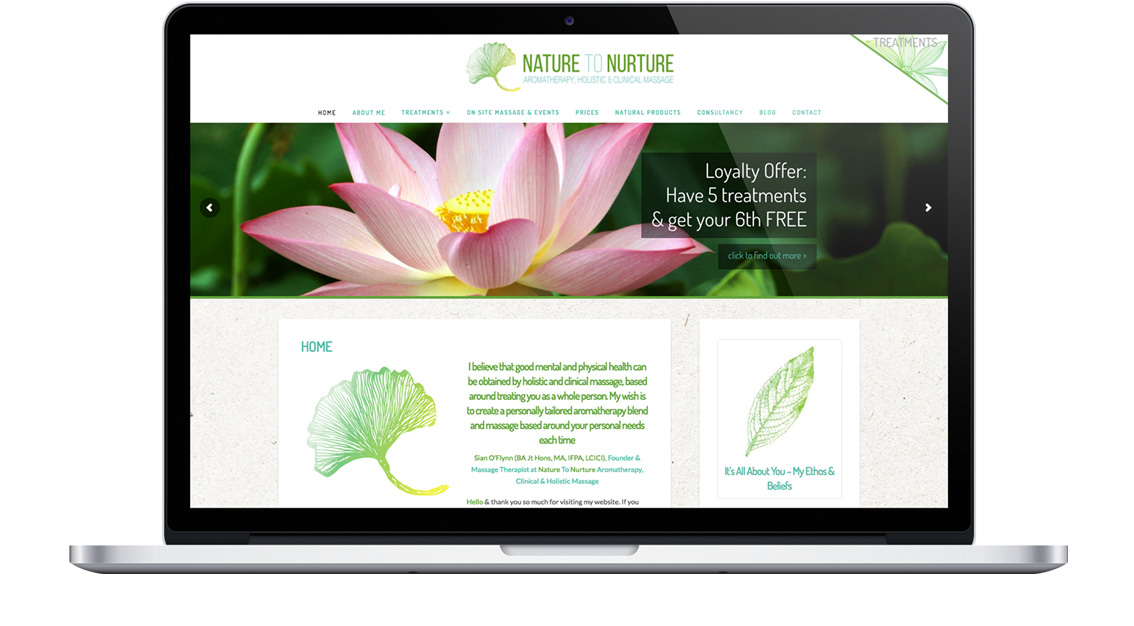 TREATMENTS
NATURE TO NURTURE
AROMATHERAPY, HOLISTIC & CLINICAL MASSAGE
HOME ABOUT ME TREATMENTS ON SITE MASSAGE & EVENTS PRICES NATURAL PRODUCTS CONSULTANCY BLOG CONTACT
Loyalty Offer:
Have 5 treatments
& get your 6th FREE
click to find out more >
HOME
I believe that good mental and physical health can
be obtained by holistic and clinical massage, based
around treating you as a whole person. My wish is
to create a personally tailored aromatherapy blend
and massage based around your personal needs
each time
Sian O'Flynn (BA Jt Hons, MA, IFPA, LCICI), Founder &
Massage Therapist at Nature To Nurture Aromatherapy,
Clinical & Holistic Massage
Hello & thank you so much for visiting my website. If you
It's All About You – My Ethos &
Beliefs